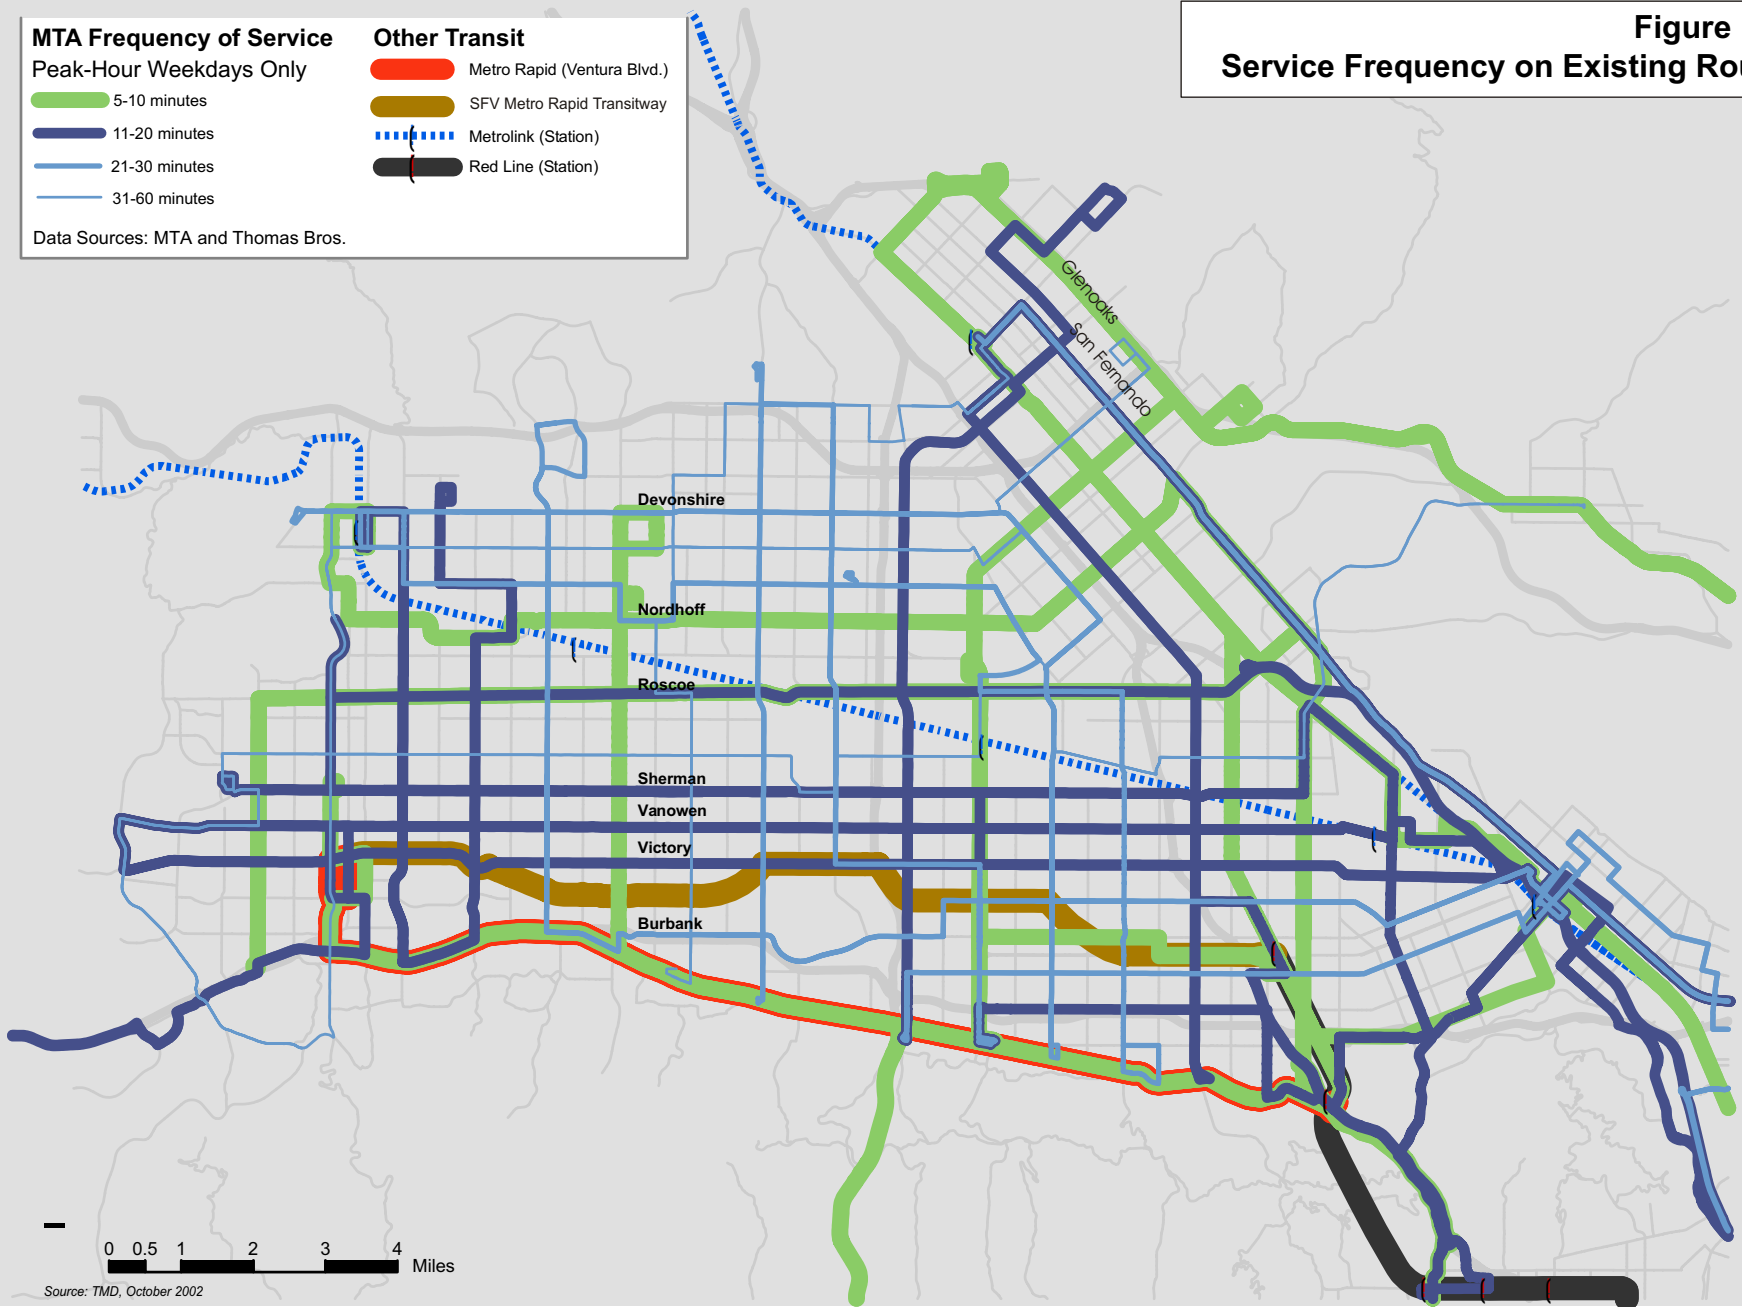 MTA Frequency of Service
Peak-Hour Weekdays Only
5-10 minutes
11-20 minutes
21-30 minutes
31-60 minutes
Other Transit
Metro Rapid (Ventura Blvd.)
SFV Metro Rapid Transitway
Metrolink (Station)
Red Line (Station)
Data Sources: MTA and Thomas Bros.
Figure
Service Frequency on Existing Rou
Glenoaks
San Fernando
Devonshire
Nordhoff
Roscoe
Sherman
Vanowen
Victory
Burbank
0 0.5 1 2 3 4
Miles
Source: TMD, October 2002